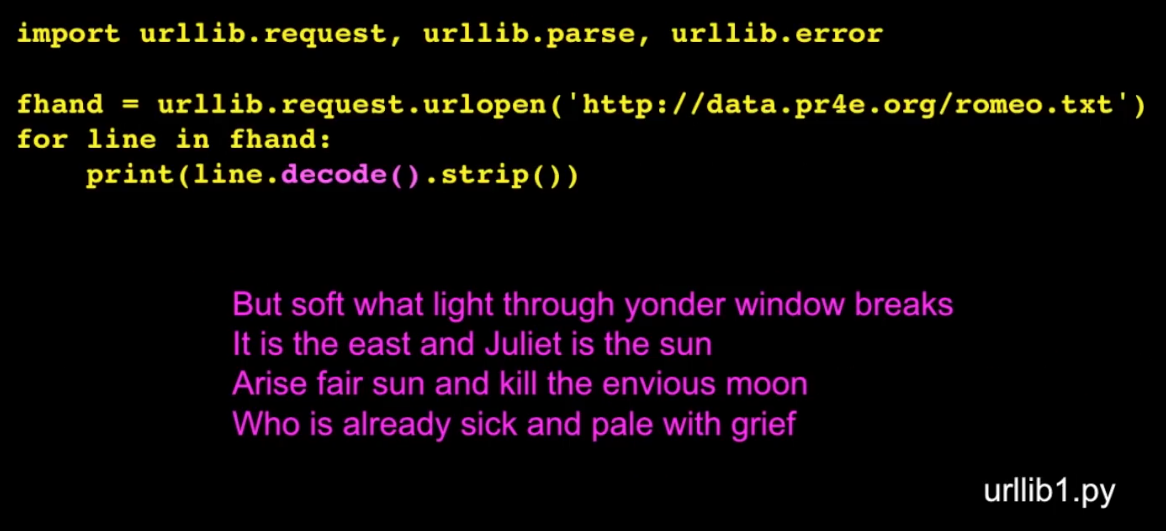 import urllib.request, urllib.parse, urllib.error
fhand = urllib.request.urlopen('http://data.pr4e.org/romeo.txt')
for line in fhand:
    print(line.decode().strip())
But soft what light through yonder window breaks
It is the east and Juliet is the sun
Arise fair sun and kill the envious moon
Who is already sick and pale with grief
urllib1.py